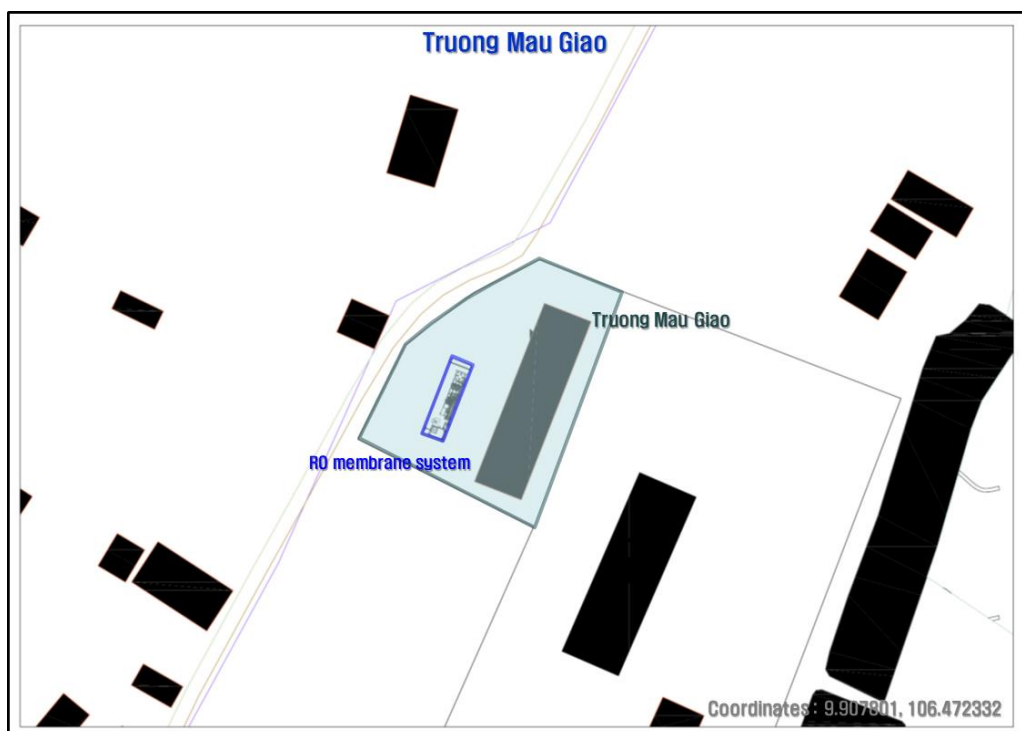 Truong Mau Giao
Truong Mau Giao
RO membrane system
Coordinates: 9.907801, 106.472332